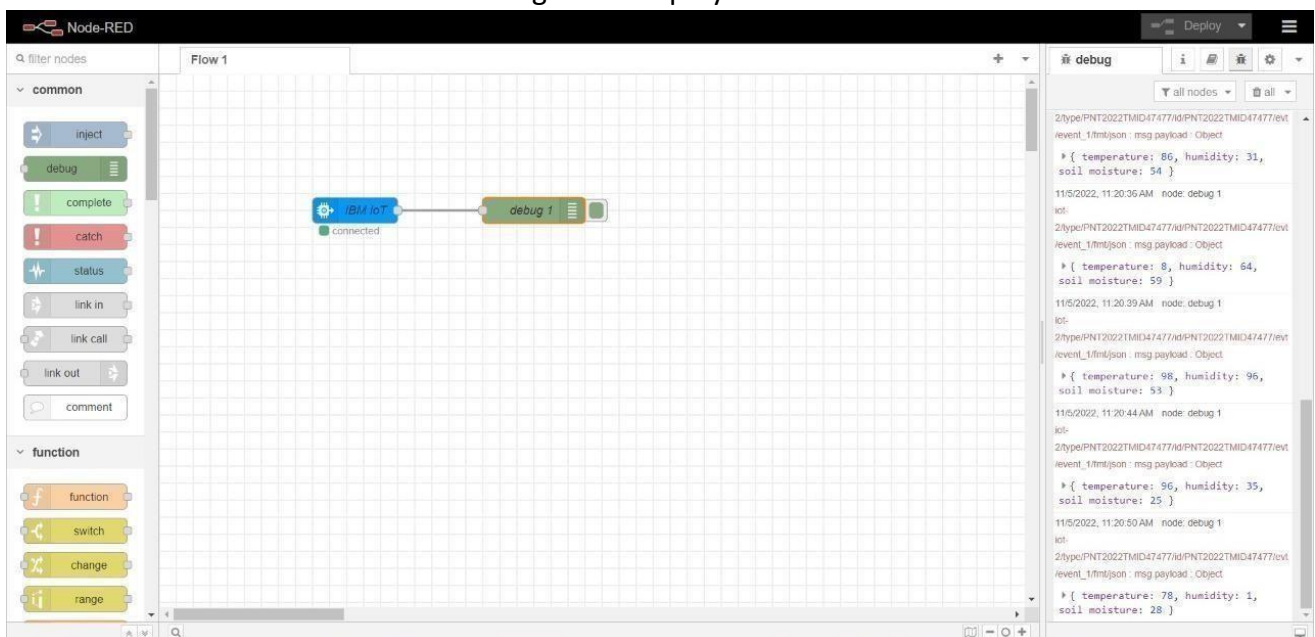 Node-RED
Deploy
filter nodes
Flow 1
debug
i
all nodes
all
common
inject
debug
complete
catch
status
link in
link call
link out
comment
function
function
switch
change
range
IBM IoT
connected
debug 1
2/type/PNT2022TMID47477/id/PNT2022TMID47477/evt
/event_1/fmt/json : msg.payload : Object
{ temperature: 86, humidity: 31,
soil moisture: 54 }
11/5/2022, 11:20:36 AM node: debug 1
iot-
2/type/PNT2022TMID47477/id/PNT2022TMID47477/evt
/event_1/fmt/json : msg.payload : Object
{ temperature: 8, humidity: 64,
soil moisture: 59 }
11/5/2022, 11:20:39 AM node: debug 1
iot-
2/type/PNT2022TMID47477/id/PNT2022TMID47477/evt
/event_1/fmt/json : msg.payload : Object
{ temperature: 98, humidity: 96,
soil moisture: 53 }
11/5/2022, 11:20:44 AM node: debug 1
iot-
2/type/PNT2022TMID47477/id/PNT2022TMID47477/evt
/event_1/fmt/json : msg.payload : Object
{ temperature: 96, humidity: 35,
soil moisture: 25 }
11/5/2022, 11:20:50 AM node: debug 1
iot-
2/type/PNT2022TMID47477/id/PNT2022TMID47477/evt
/event_1/fmt/json : msg.payload : Object
{ temperature: 78, humidity: 1,
soil moisture: 28 }